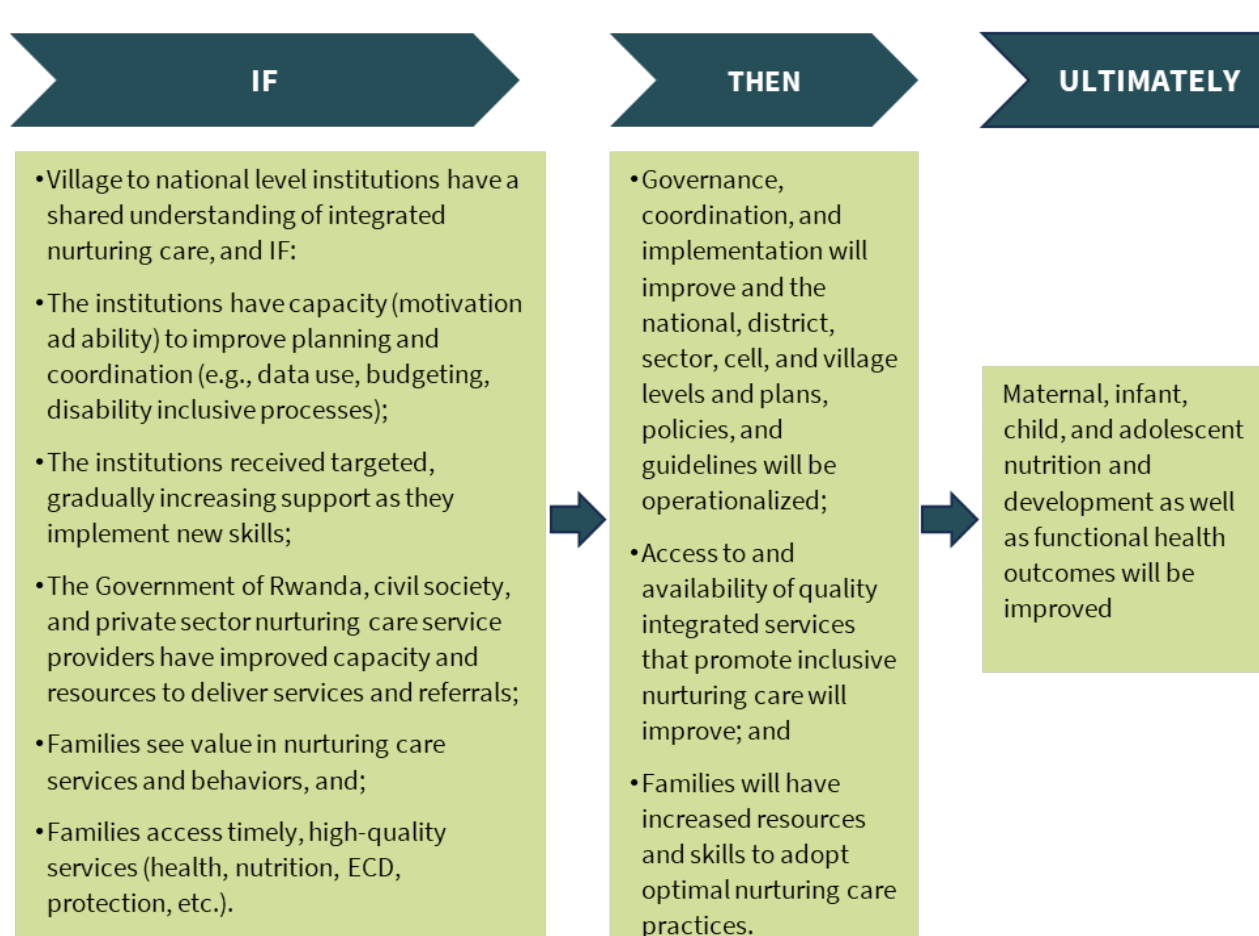 IF
•Village to national level institutions have a
shared understanding of integrated
nurturing care, and IF:
•The institutions have capacity (motivation
ad ability) to improve planning and
coordination (e.g., data use, budgeting,
disability inclusive processes);
•The institutions received targeted,
gradually increasing support as they
implement new skills;
•The Government of Rwanda, civil society,
and private sector nurturing care service
providers have improved capacity and
resources to deliver services and referrals;
•Families see value in nurturing care
services and behaviors, and;
•Families access timely, high-quality
services (health, nutrition, ECD,
protection, etc.).
THEN
•Governance,
coordination, and
implementation will
improve and the
national, district,
sector, cell, and village
levels and plans,
policies, and
guidelines will be
operationalized;
•Access to and
availability of quality
integrated services
that promote inclusive
nurturing care will
improve; and
•Families will have
increased resources
and skills to adopt
optimal nurturing care
practices.
ULTIMATELY
Maternal, infant,
child, and adolescent
nutrition and
development as well
as functional health
outcomes will be
improved